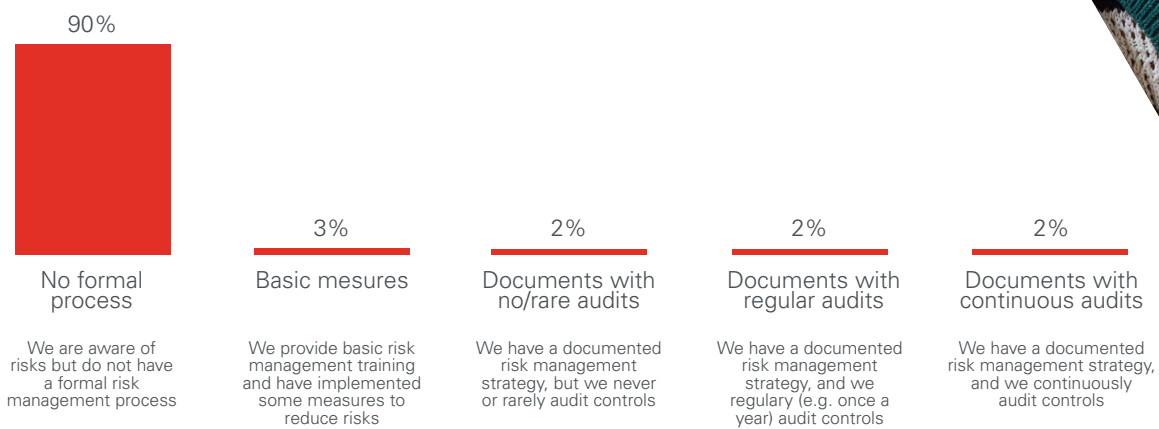 90%
3%
2%
2%
2%
No formal
process
Basic mesures
Documents with
no/rare audits
Documents with
regular audits
Documents with
continuous audits
We are aware of
risks but do not have
a formal risk
management process
We provide basic risk
management training
and have implemented
some measures to
reduce risks
We have a documented
risk management
strategy, but we never
or rarely audit controls
We have a documented
risk management
strategy, and we
regulary (e.g. once a
year) audit controls
We have a documented
risk management strategy,
and we continuously
audit controls